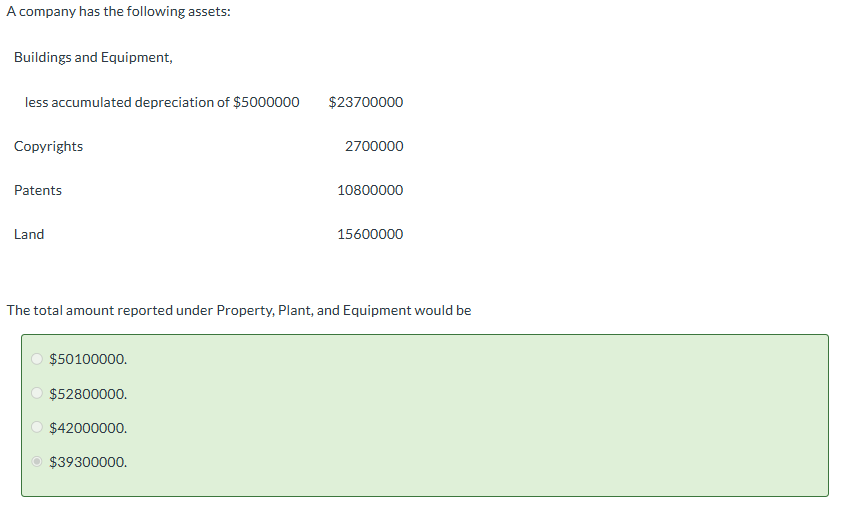 A company has the following assets:
Buildings and Equipment,
less accumulated depreciation of $5000000 $23700000
Copyrights 2700000
Patents 10800000
Land 15600000
The total amount reported under Property, Plant, and Equipment would be
$50100000.
$52800000.
$42000000.
$39300000.